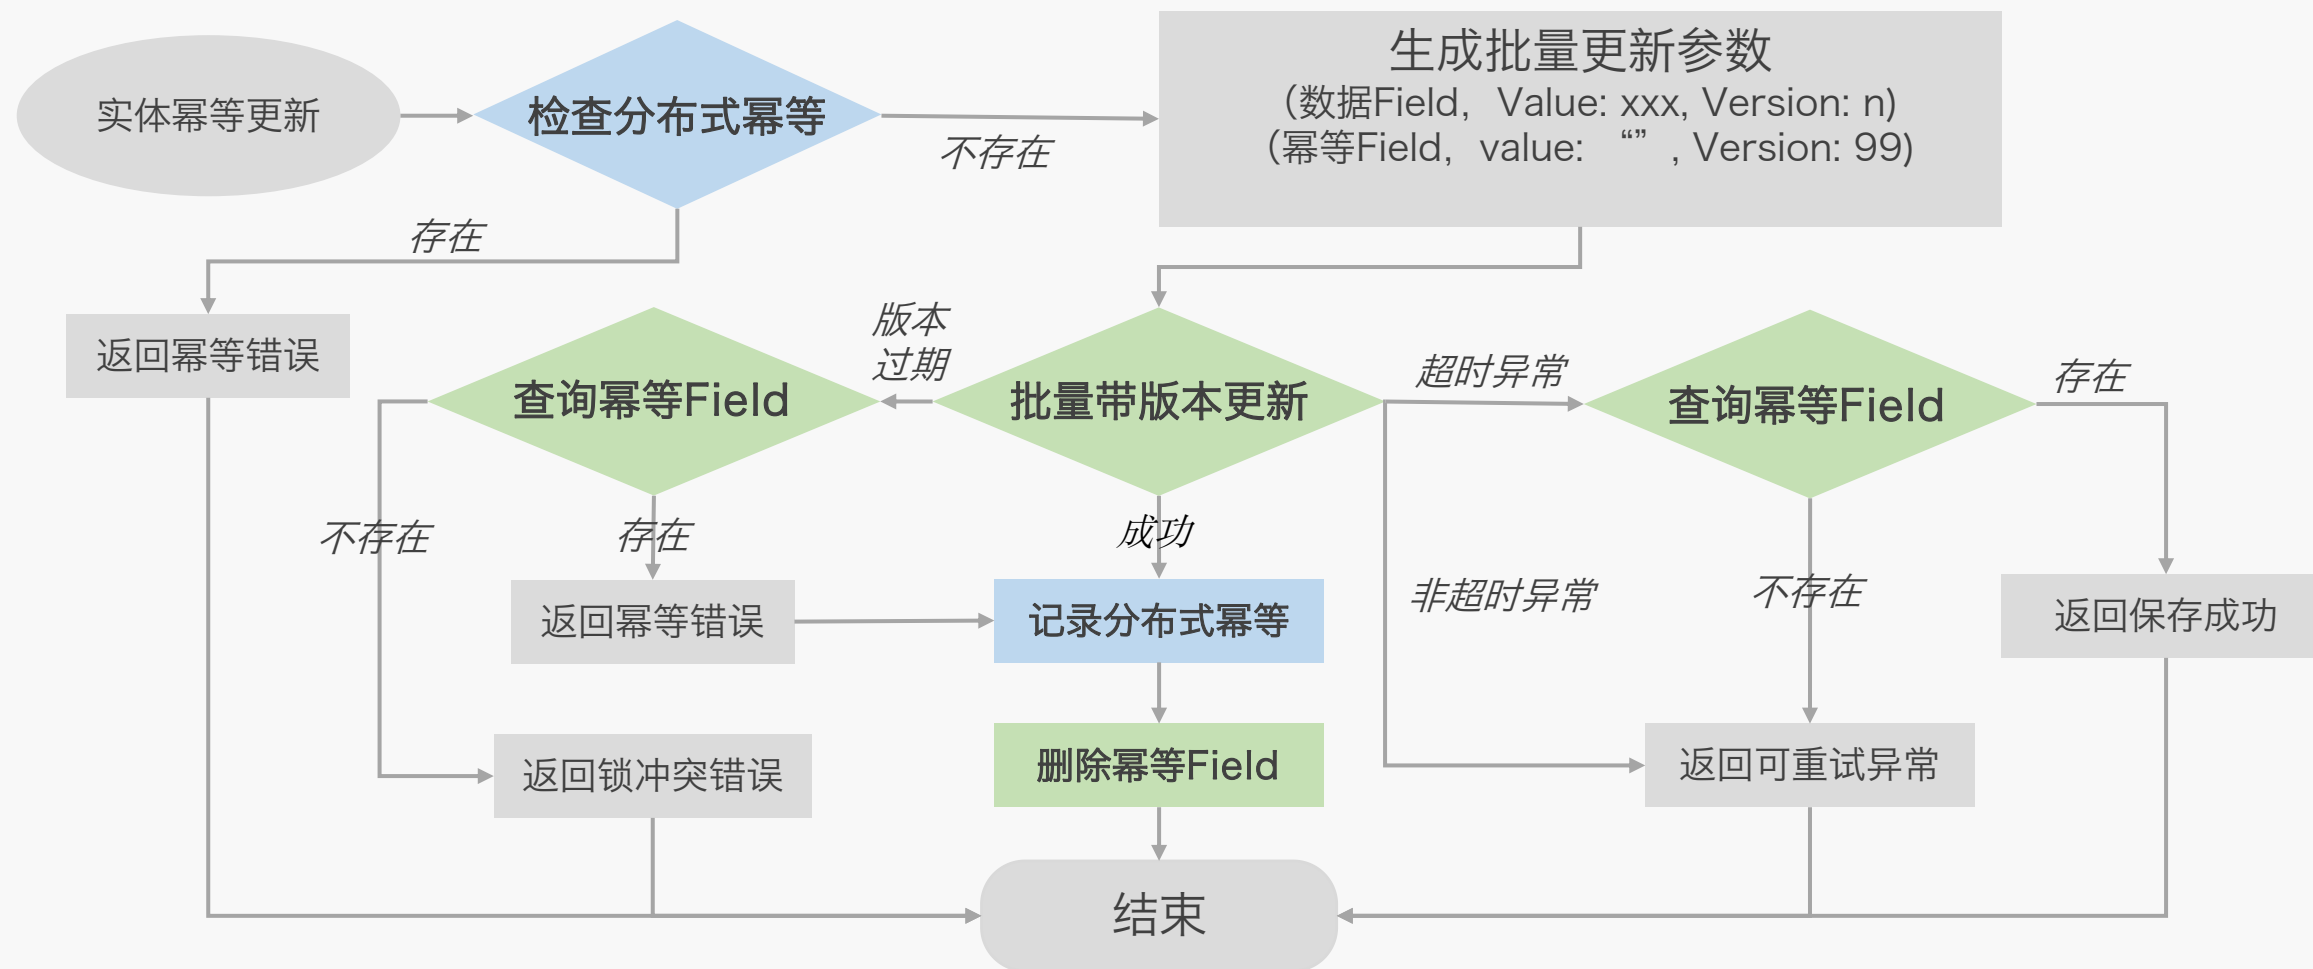 实体幂等更新
检查分布式幂等
不存在
生成批量更新参数
(数据Field, Value: xxx, Version: n)
(幂等Field, value: “”, Version: 99)
存在
返回幂等错误
查询幂等Field
版本
过期
批量带版本更新
超时异常
查询幂等Field
存在
不存在
存在
成功
非超时异常
不存在
返回幂等错误
记录分布式幂等
返回保存成功
返回锁冲突错误
删除幂等Field
返回可重试异常
结束